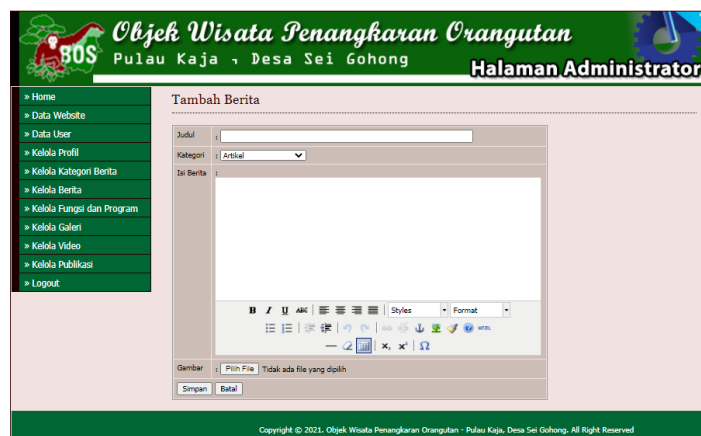 BOS
Objek Wisata Penangkaran Orangutan
Pulau Kaja , Desa Sei Gohong
Halaman Administrator
» Home
» Data Website
» Data User
» Kelola Profil
» Kelola Kategori Berita
» Kelola Berita
» Kelola Fungsi dan Program
» Kelola Galeri
» Kelola Video
» Kelola Publikasi
» Logout
Tambah Berita
Judul :
Kategori : Artikel
Isi Berita :
B I U ABC Styles Format
HTML
x, x² Ω
Gambar : Pilih File Tidak ada file yang dipilih
Simpan Batal
Copyright © 2021. Objek Wisata Penangkaran Orangutan - Pulau Kaja, Desa Sei Gohong. All Right Reserved